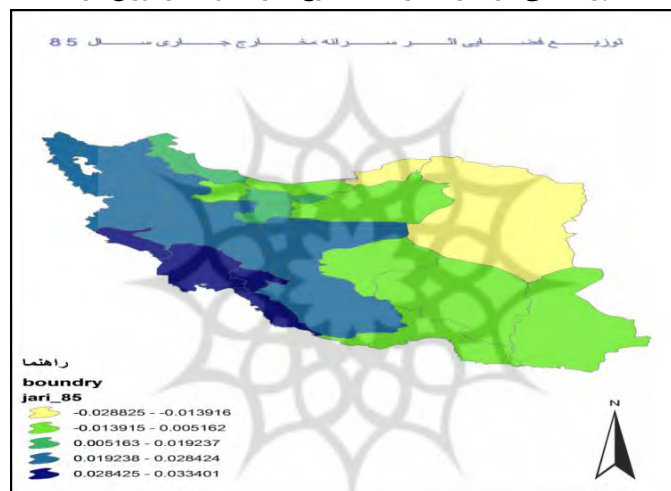 توزیع فضایی اثر سرانه مخارج جاری سال 85
N
راهنما
boundry
jari_85
-0.028825 - -0.013916
-0.013915 - 0.005162
0.005163 - 0.019237
0.019238 - 0.028424
0.028425 - 0.033401